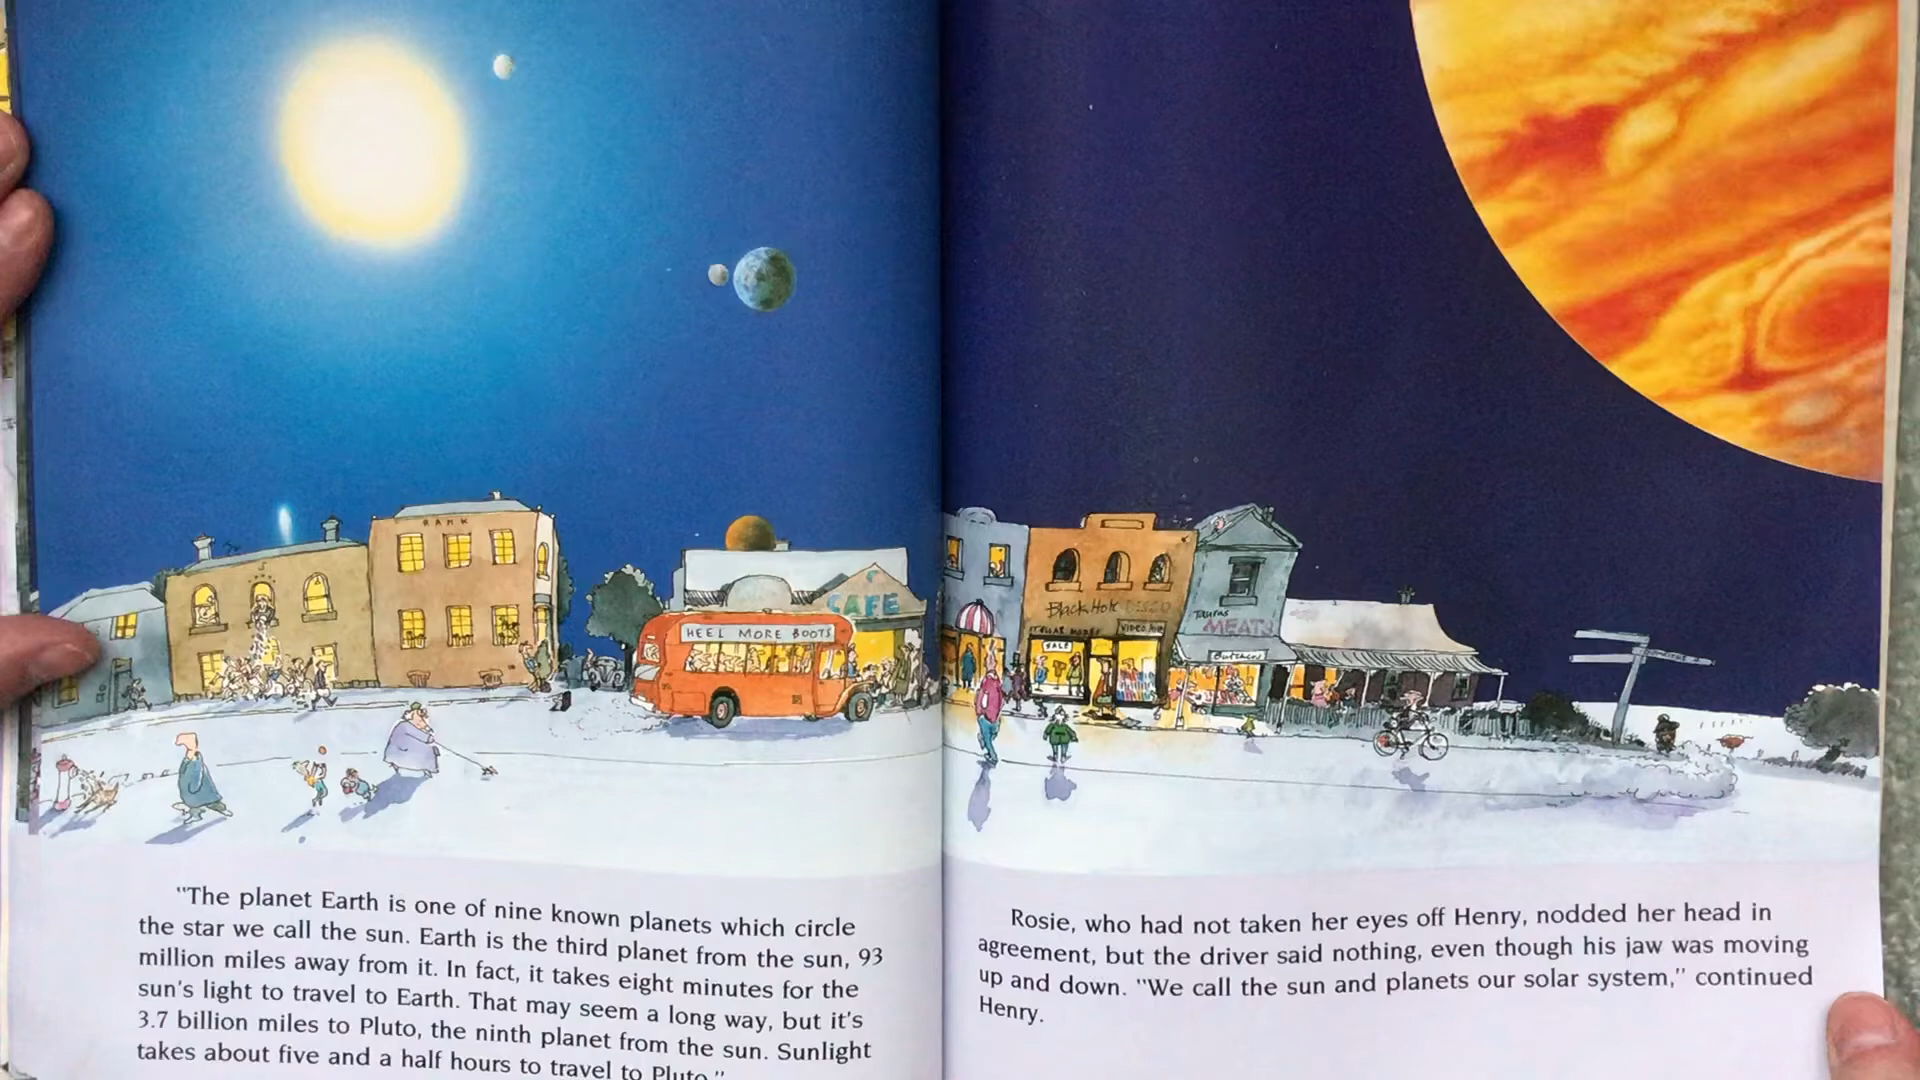 BANK
CAFE
HEEL MORE BOOTS
Black Hole DISCO
SALE
VIDEO
Taurus
MEATS
Butchers
"The planet Earth is one of nine known planets which circle
the star we call the sun. Earth is the third planet from the sun, 93
million miles away from it. In fact, it takes eight minutes for the
sun's light to travel to Earth. That may seem a long way, but it's
3.7 billion miles to Pluto, the ninth planet from the sun. Sunlight
takes about five and a half hours to travel to Pluto."
Rosie, who had not taken her eyes off Henry, nodded her head in
agreement, but the driver said nothing, even though his jaw was moving
up and down. "We call the sun and planets our solar system," continued
Henry.